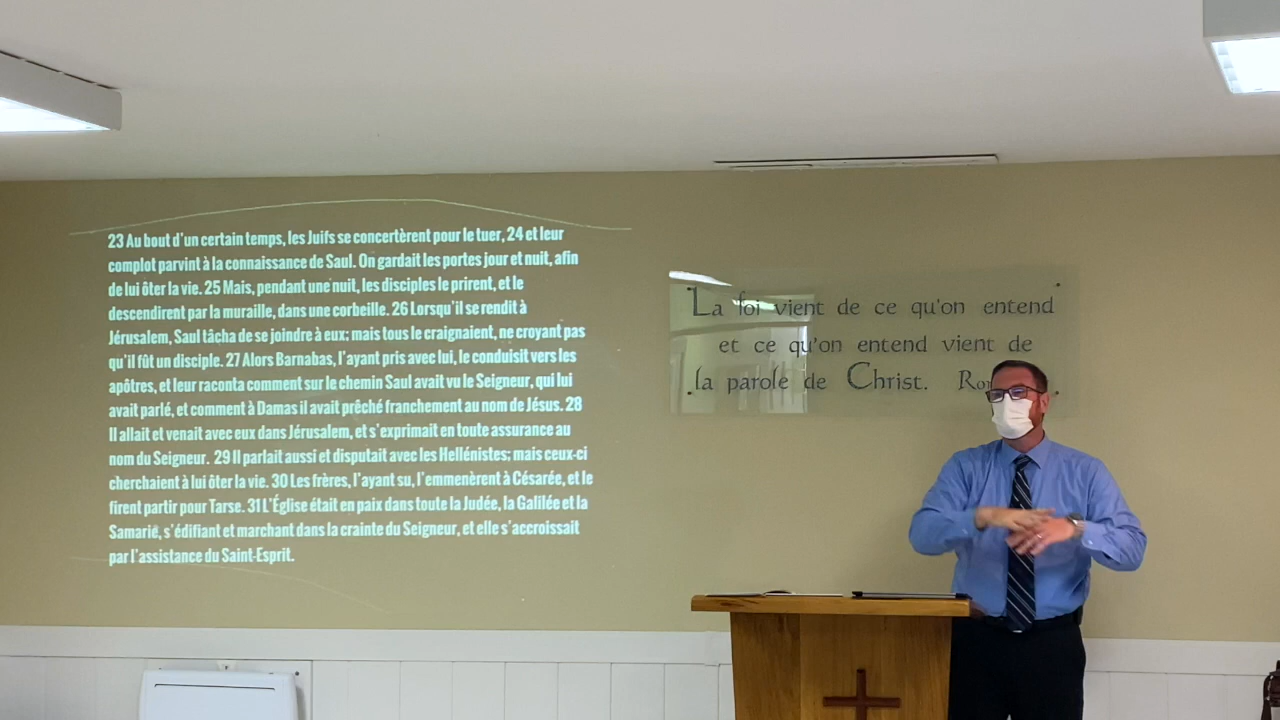 23 Au bout d'un certain temps, les Juifs se concertèrent pour le tuer, 24 et leur
complot parvint à la connaissance de Saul. On gardait les portes jour et nuit, afin
de lui ôter la vie. 25 Mais, pendant une nuit, les disciples le prirent, et le
descendirent par la muraille, dans une corbeille. 26 Lorsqu'il se rendit à
Jérusalem, Saul tâcha de se joindre à eux; mais tous le craignaient, ne croyant pas
qu'il fût un disciple. 27 Alors Barnabas, l'ayant pris avec lui, le conduisit vers les
apôtres, et leur raconta comment sur le chemin Saul avait vu le Seigneur, qui lui
avait parlé, et comment à Damas il avait prêché franchement au nom de Jésus. 28
Il allait et venait avec eux dans Jérusalem, et s'exprimait en toute assurance au
nom du Seigneur. 29 Il parlait aussi et disputait avec les Hellénistes; mais ceux-ci
cherchaient à lui ôter la vie. 30 Les frères, l'ayant su, l'emmenèrent à Césarée, et le
firent partir pour Tarse. 31 L'Église était en paix dans toute la Judée, la Galilée et la
Samarie, s'édifiant et marchant dans la crainte du Seigneur, et elle s'accroissait
par l'assistance du Saint-Esprit.
La foi vient de ce qu'on entend
et ce qu'on entend vient de
la parole de Christ.